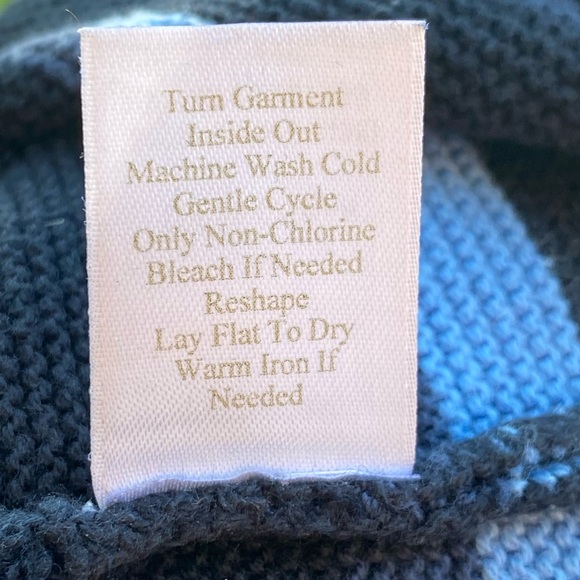 Turn Garment
Inside Out
Machine Wash Cold
Gentle Cycle
Only Non-Chlorine
Bleach If Needed
Reshape
Lay Flat To Dry
Warm Iron If
Needed